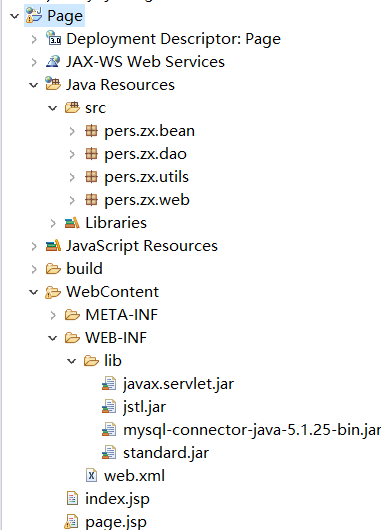 Page
Deployment Descriptor: Page
JAX-WS Web Services
Java Resources
src
pers.zx.bean
pers.zx.dao
pers.zx.utils
pers.zx.web
Libraries
JavaScript Resources
build
WebContent
META-INF
WEB-INF
lib
javax.servlet.jar
jstl.jar
mysql-connector-java-5.1.25-bin.jar
standard.jar
web.xml
index.jsp
page.jsp